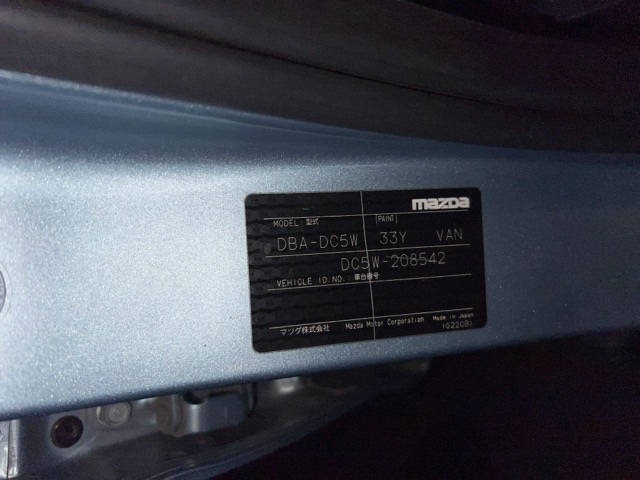 mazda
MODEL: 型式 [PAINT]
DBA-DC5W 33Y VAN
DC5W-208542
VEHICLE ID.NO.: 車台番号
マツダ株式会社 Mazda Motor Corporation Made in Japan
(G22CB)